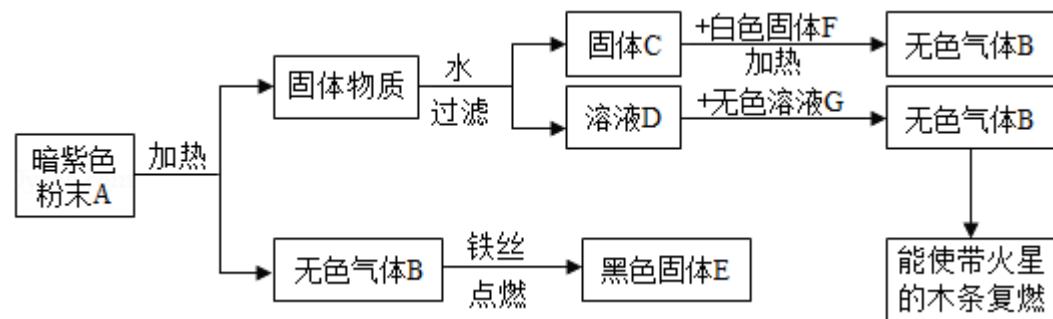 暗紫色
粉末A
加热
固体物质
水
过滤
固体C
+白色固体F
加热
无色气体B
溶液D
+无色溶液G
无色气体B
能使带火星
的木条复燃
无色气体B
铁丝
点燃
黑色固体E